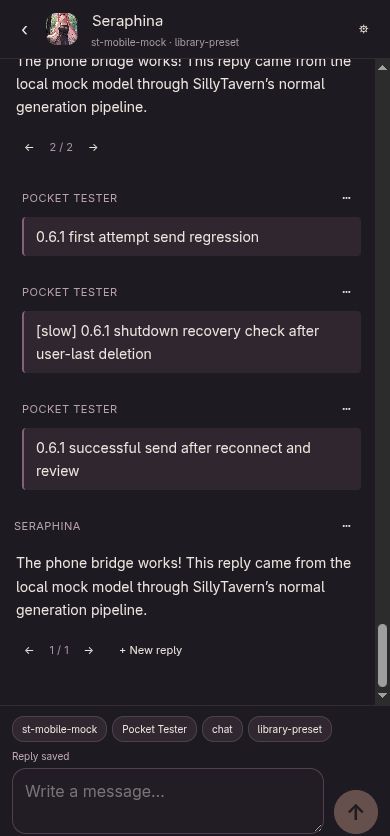 Seraphina
st-mobile-mock · library-preset
The phone bridge works! This reply came from the
local mock model through SillyTavern's normal
generation pipeline.
← 2 / 2 →
POCKET TESTER
0.6.1 first attempt send regression
POCKET TESTER
[slow] 0.6.1 shutdown recovery check after
user-last deletion
POCKET TESTER
0.6.1 successful send after reconnect and
review
SERAPHINA
The phone bridge works! This reply came from the
local mock model through SillyTavern's normal
generation pipeline.
← 1 / 1 → + New reply
st-mobile-mock Pocket Tester chat library-preset
Reply saved
Write a message...